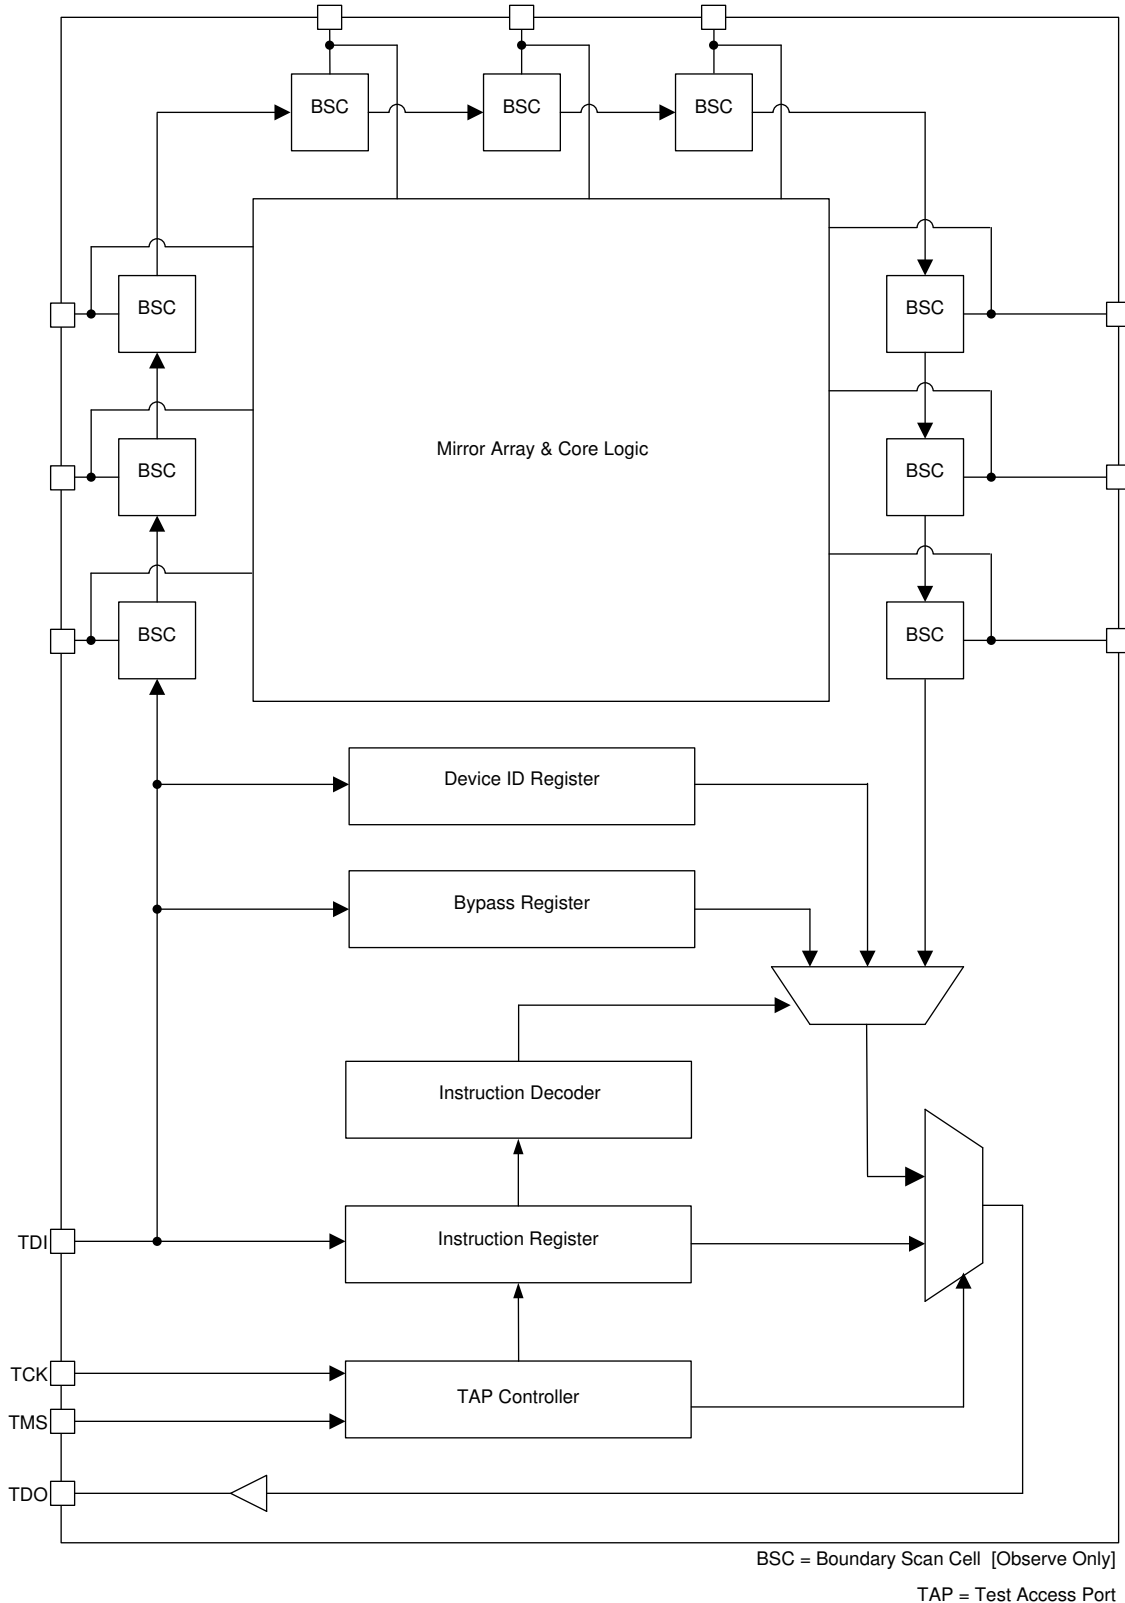 BSC
BSC
BSC
BSC
BSC
BSC
Mirror Array & Core Logic
BSC
BSC
BSC
Device ID Register
Bypass Register
Instruction Decoder
TDI
Instruction Register
TCK
TAP Controller
TMS
TDO
BSC = Boundary Scan Cell [Observe Only]
TAP = Test Access Port